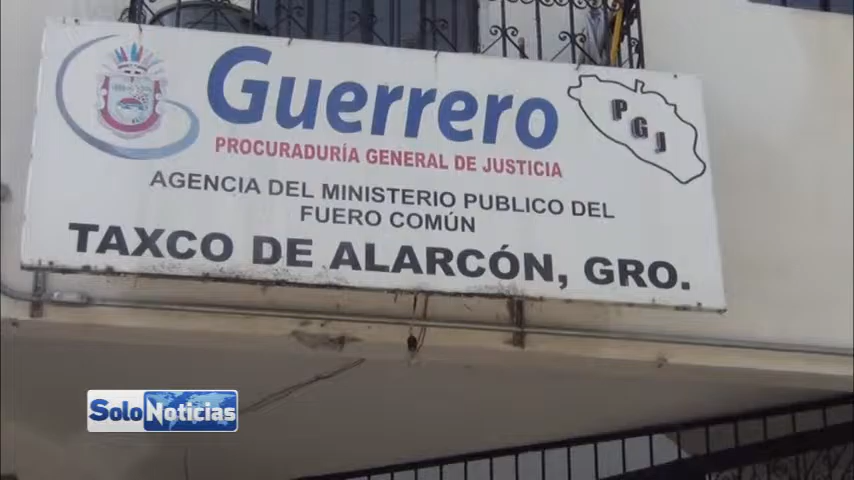 Guerrero
PGJ
PROCURADURÍA GENERAL DE JUSTICIA
AGENCIA DEL MINISTERIO PUBLICO DEL
FUERO COMÚN
TAXCO DE ALARCÓN, GRO.
SoloNoticias